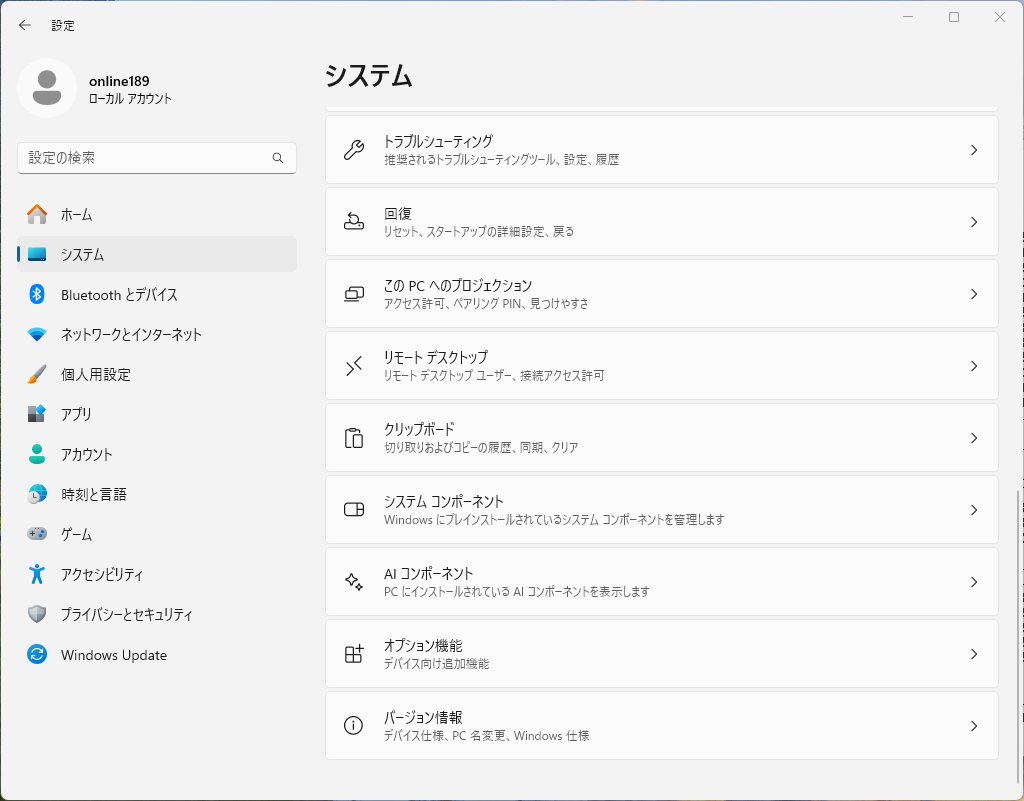 設定
online189
ローカル アカウント
設定の検索
ホーム
システム
Bluetooth とデバイス
ネットワークとインターネット
個人用設定
アプリ
アカウント
時刻と言語
ゲーム
アクセシビリティ
プライバシーとセキュリティ
Windows Update
システム
トラブルシューティング
推奨されるトラブルシューティングツール、設定、履歴
回復
リセット、スタートアップの詳細設定、戻る
この PC へのプロジェクション
アクセス許可、ペアリング PIN、見つけやすさ
リモート デスクトップ
リモート デスクトップ ユーザー、接続アクセス許可
クリップボード
切り取りおよびコピーの履歴、同期、クリア
システム コンポーネント
Windows にプレインストールされているシステム コンポーネントを管理します
AI コンポーネント
PC にインストールされている AI コンポーネントを表示します
オプション機能
デバイス向け追加機能
バージョン情報
デバイス仕様、PC 名変更、Windows 仕様